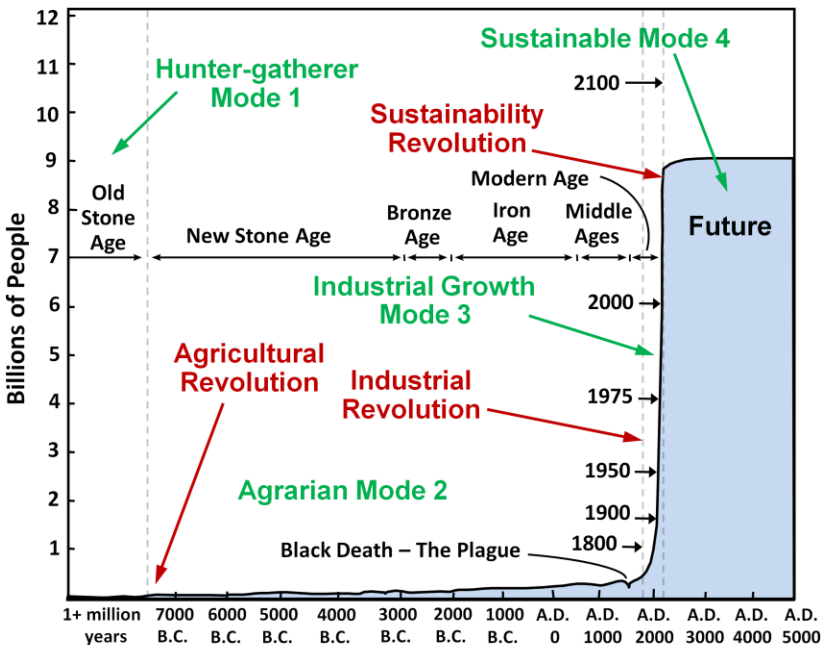 Billions of People
12
11
10
9
8
7
6
5
4
3
2
1
Sustainable Mode 4
Hunter-gatherer
Mode 1
2100
Sustainability
Revolution
Modern Age
Old
Stone
Age
New Stone Age
Bronze
Age
Iron
Age
Middle
Ages
Future
Industrial Growth
Mode 3
2000
Agricultural
Revolution
Industrial
Revolution
1975
Agrarian Mode 2
1950
1900
1800
Black Death – The Plague
1+ million
years
7000
B.C.
6000
B.C.
5000
B.C.
4000
B.C.
3000
B.C.
2000
B.C.
1000
B.C.
A.D.
0
A.D.
1000
A.D.
2000
A.D.
3000
A.D.
4000
A.D.
5000